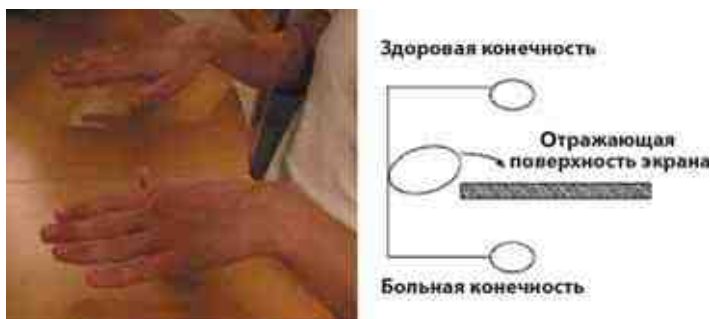 Здоровая конечность
Отражающая
поверхность экрана
Больная конечность